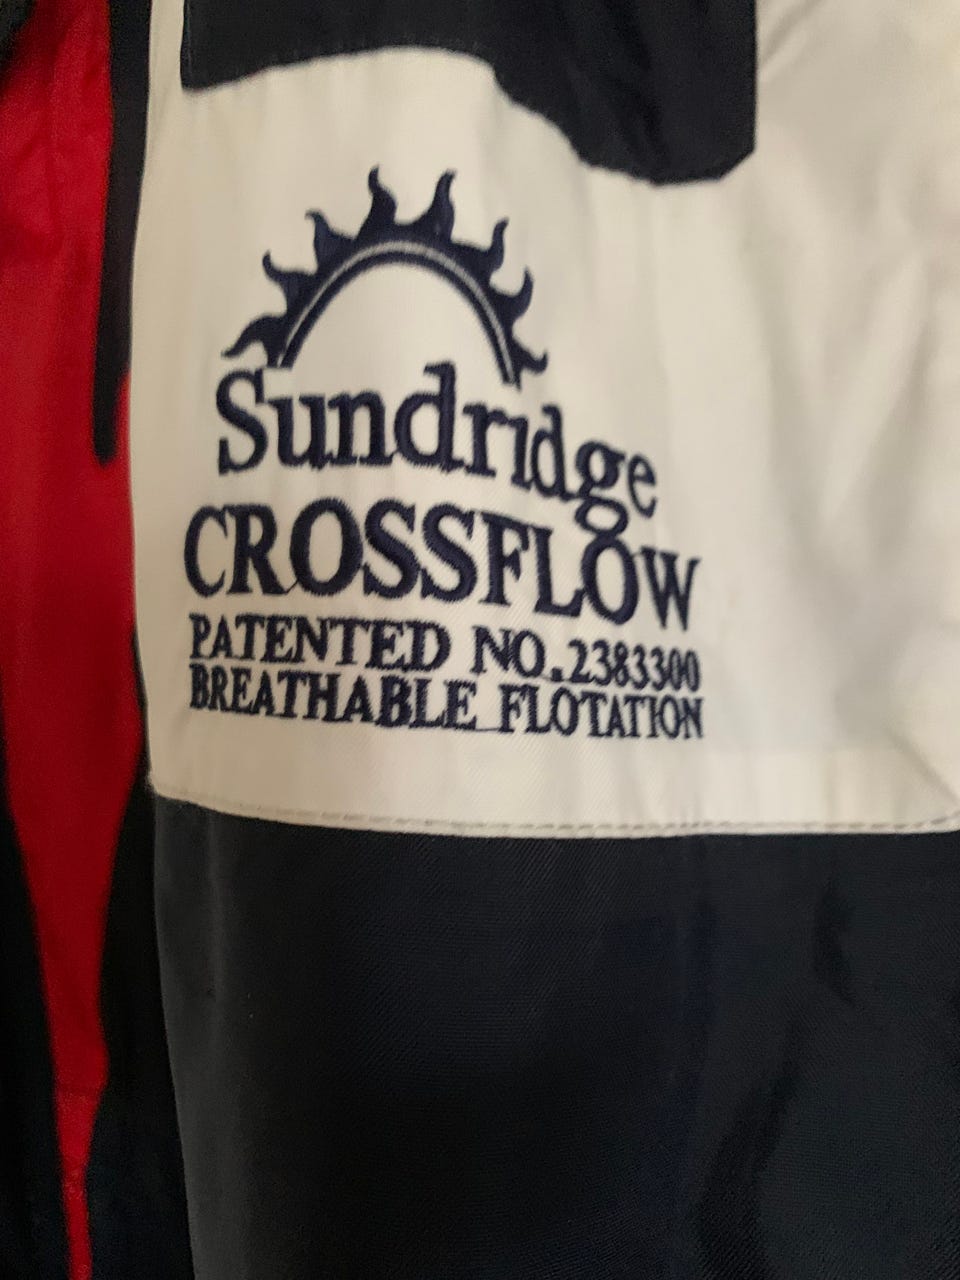 Sundridge
CROSSFLOW
PATENTED NO.2383300
BREATHABLE FLOTATION